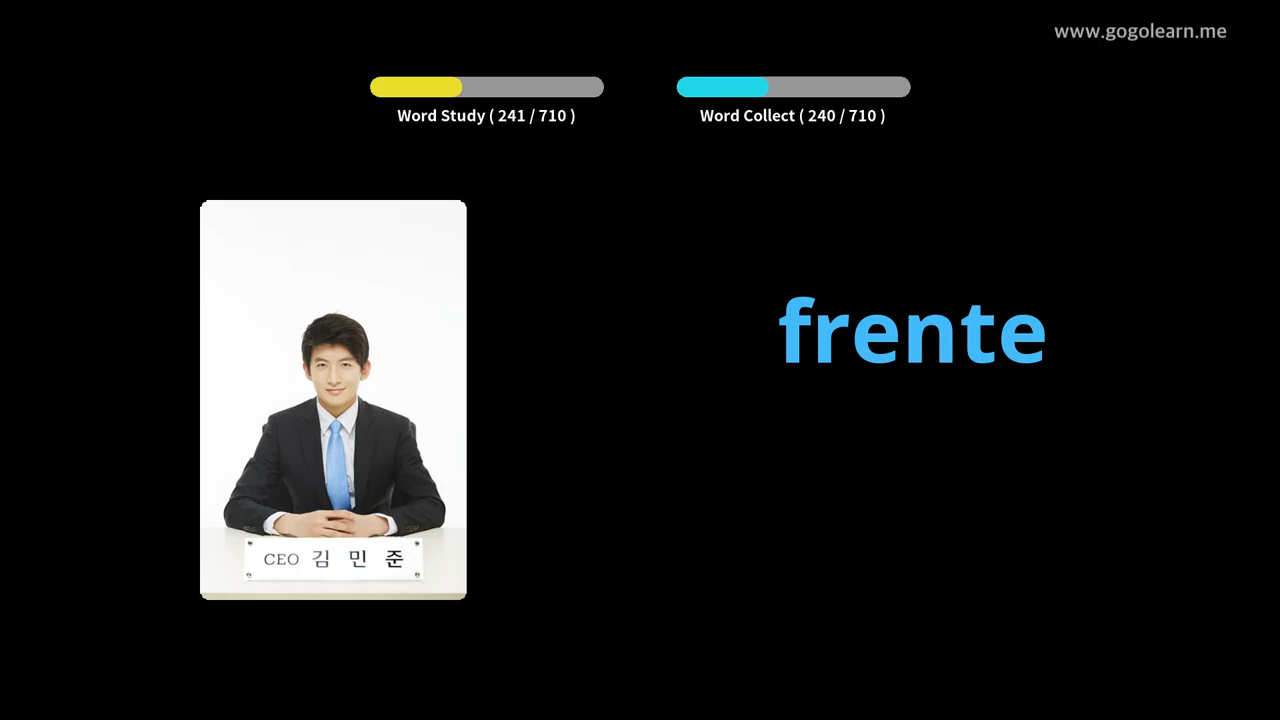 www.gogolearn.me
Word Study ( 241 / 710 )
Word Collect ( 240 / 710 )
frente
CEO 김 민 준